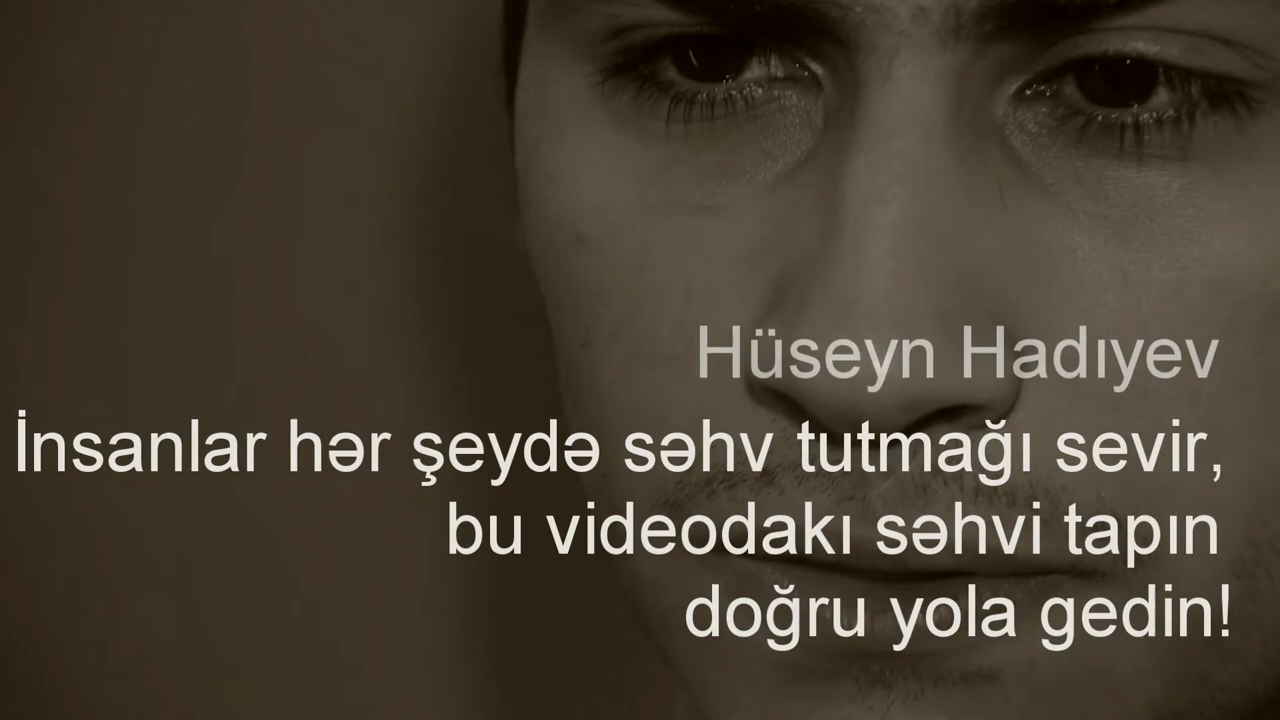 Hüseyn Hadıyev
İnsanlar hər şeydə səhv tutmağı sevir,
bu videodakı səhvi tapın
doğru yola gedin!